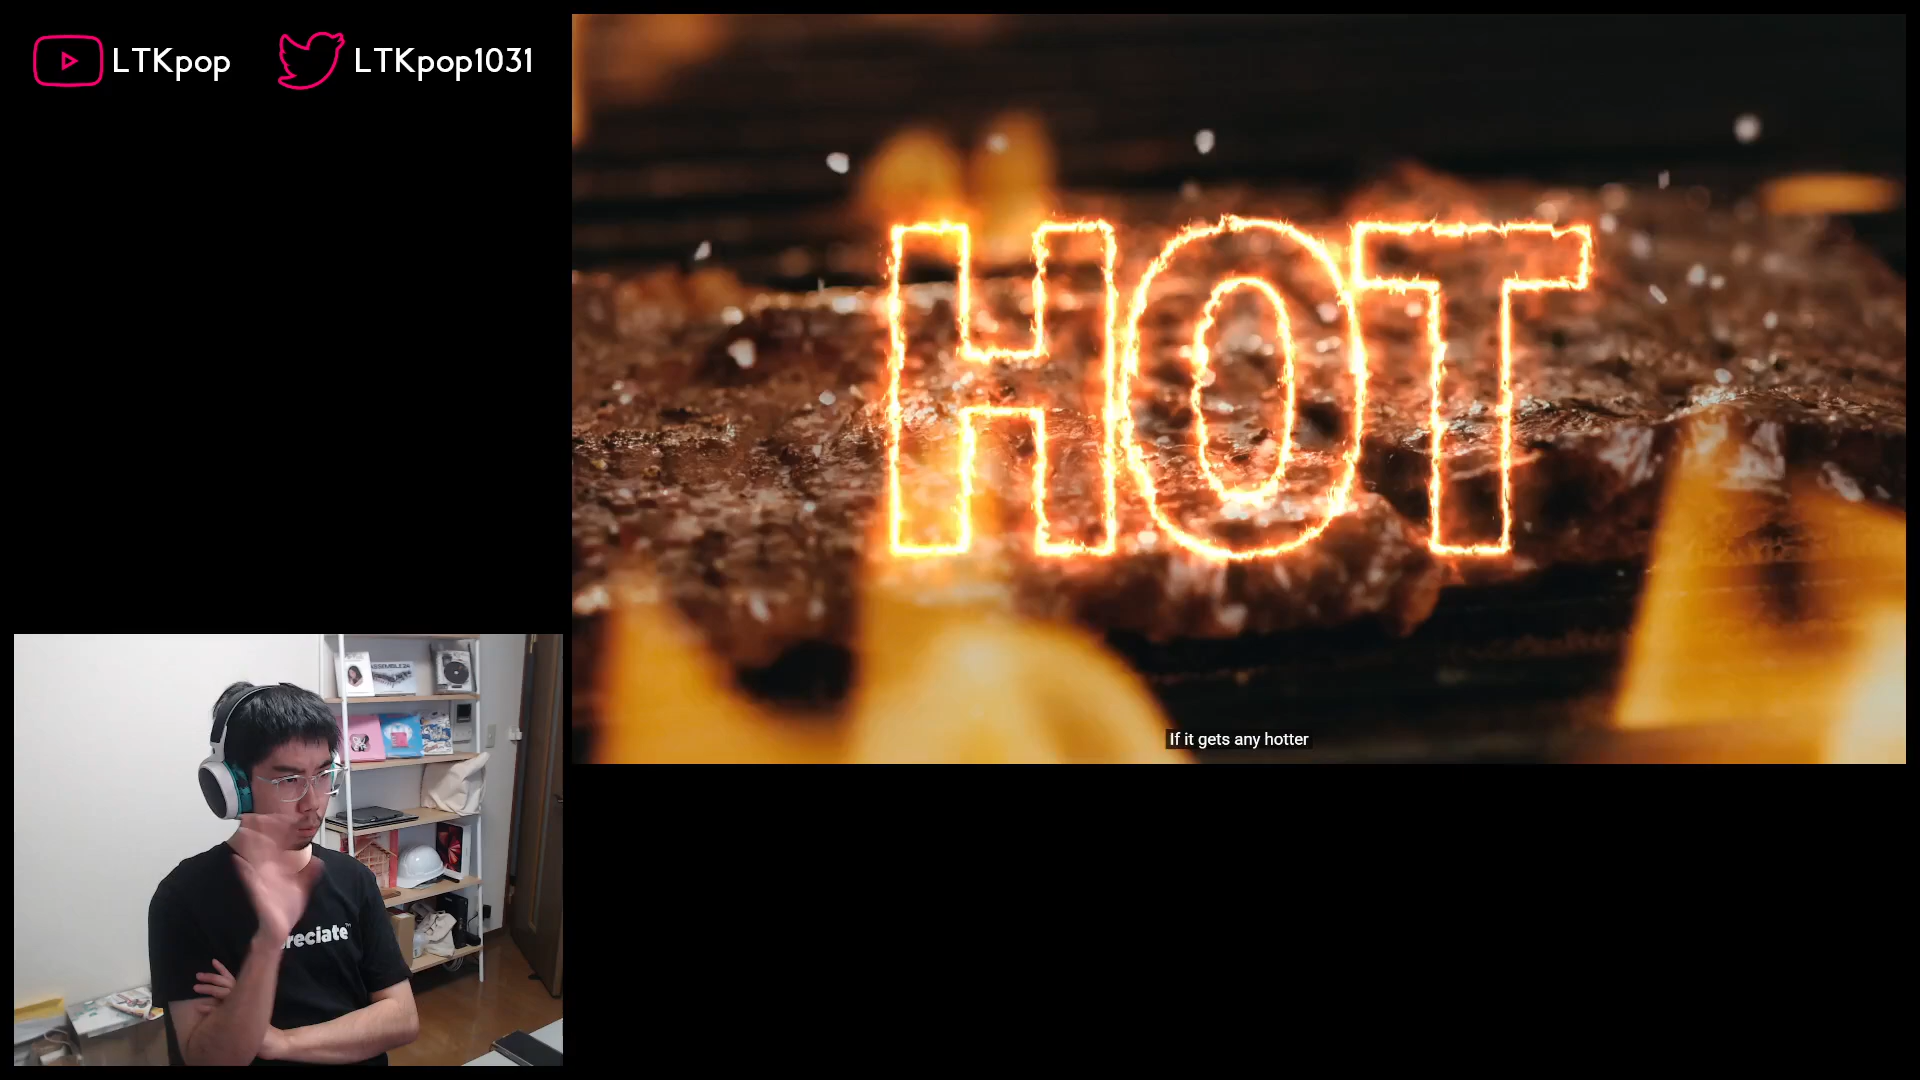 LTKpop
LTKpop1031
HOT
If it gets any hotter
reciate